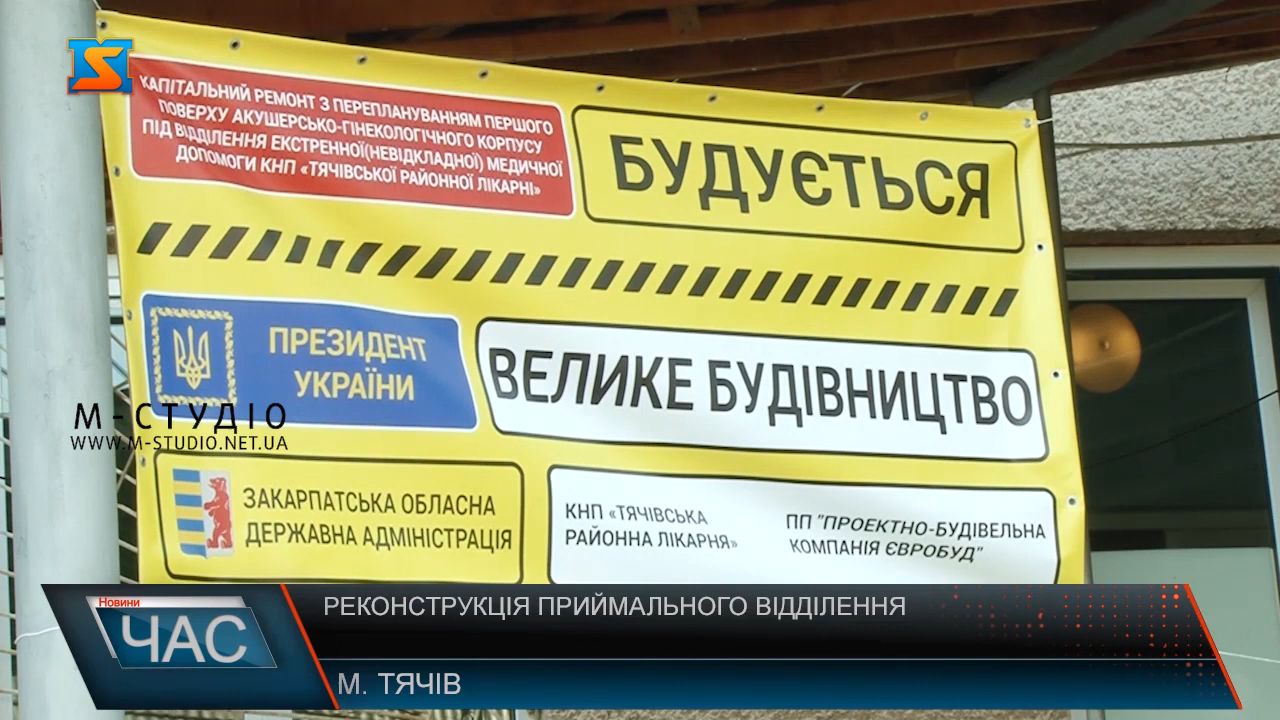 КАПІТАЛЬНИЙ РЕМОНТ З ПЕРЕПЛАНУВАННЯМ ПЕРШОГО
ПОВЕРХУ АКУШЕРСЬКО-ГІНЕКОЛОГІЧНОГО КОРПУСУ
ПІД ВІДДІЛЕННЯ ЕКСТРЕННОЇ(НЕВІДКЛАДНОЇ) МЕДИЧНОЇ
ДОПОМОГИ КНП «ТЯЧІВСЬКОЇ РАЙОННОЇ ЛІКАРНІ»
БУДУЄТЬСЯ
ПРЕЗИДЕНТ
УКРАЇНИ
ВЕЛИКЕ БУДІВНИЦТВО
М-СТУДІО
WWW.M-STUDIO.NET.UA
ЗАКАРПАТСЬКА ОБЛАСНА
ДЕРЖАВНА АДМІНІСТРАЦІЯ
КНП «ТЯЧІВСЬКА
РАЙОННА ЛІКАРНЯ»
ПП "ПРОЕКТНО-БУДІВЕЛЬНА
КОМПАНІЯ ЄВРОБУД"
Новини
ЧАС
РЕКОНСТРУКЦІЯ ПРИЙМАЛЬНОГО ВІДДІЛЕННЯ
М. ТЯЧІВ